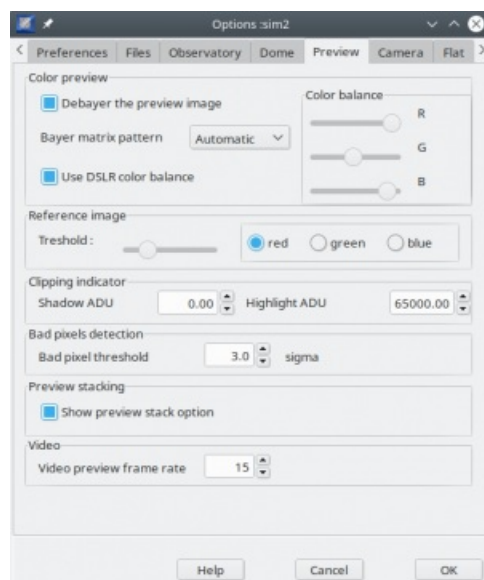 Options :sim2
Preferences Files Observatory Dome Preview Camera Flat
Color preview
Debayer the preview image
Bayer matrix pattern Automatic
Use DSLR color balance
Color balance
R
G
B
Reference image
Treshold : red green blue
Clipping indicator
Shadow ADU 0.00 Highlight ADU 65000.00
Bad pixels detection
Bad pixel threshold 3.0 sigma
Preview stacking
Show preview stack option
Video
Video preview frame rate 15
Help Cancel OK